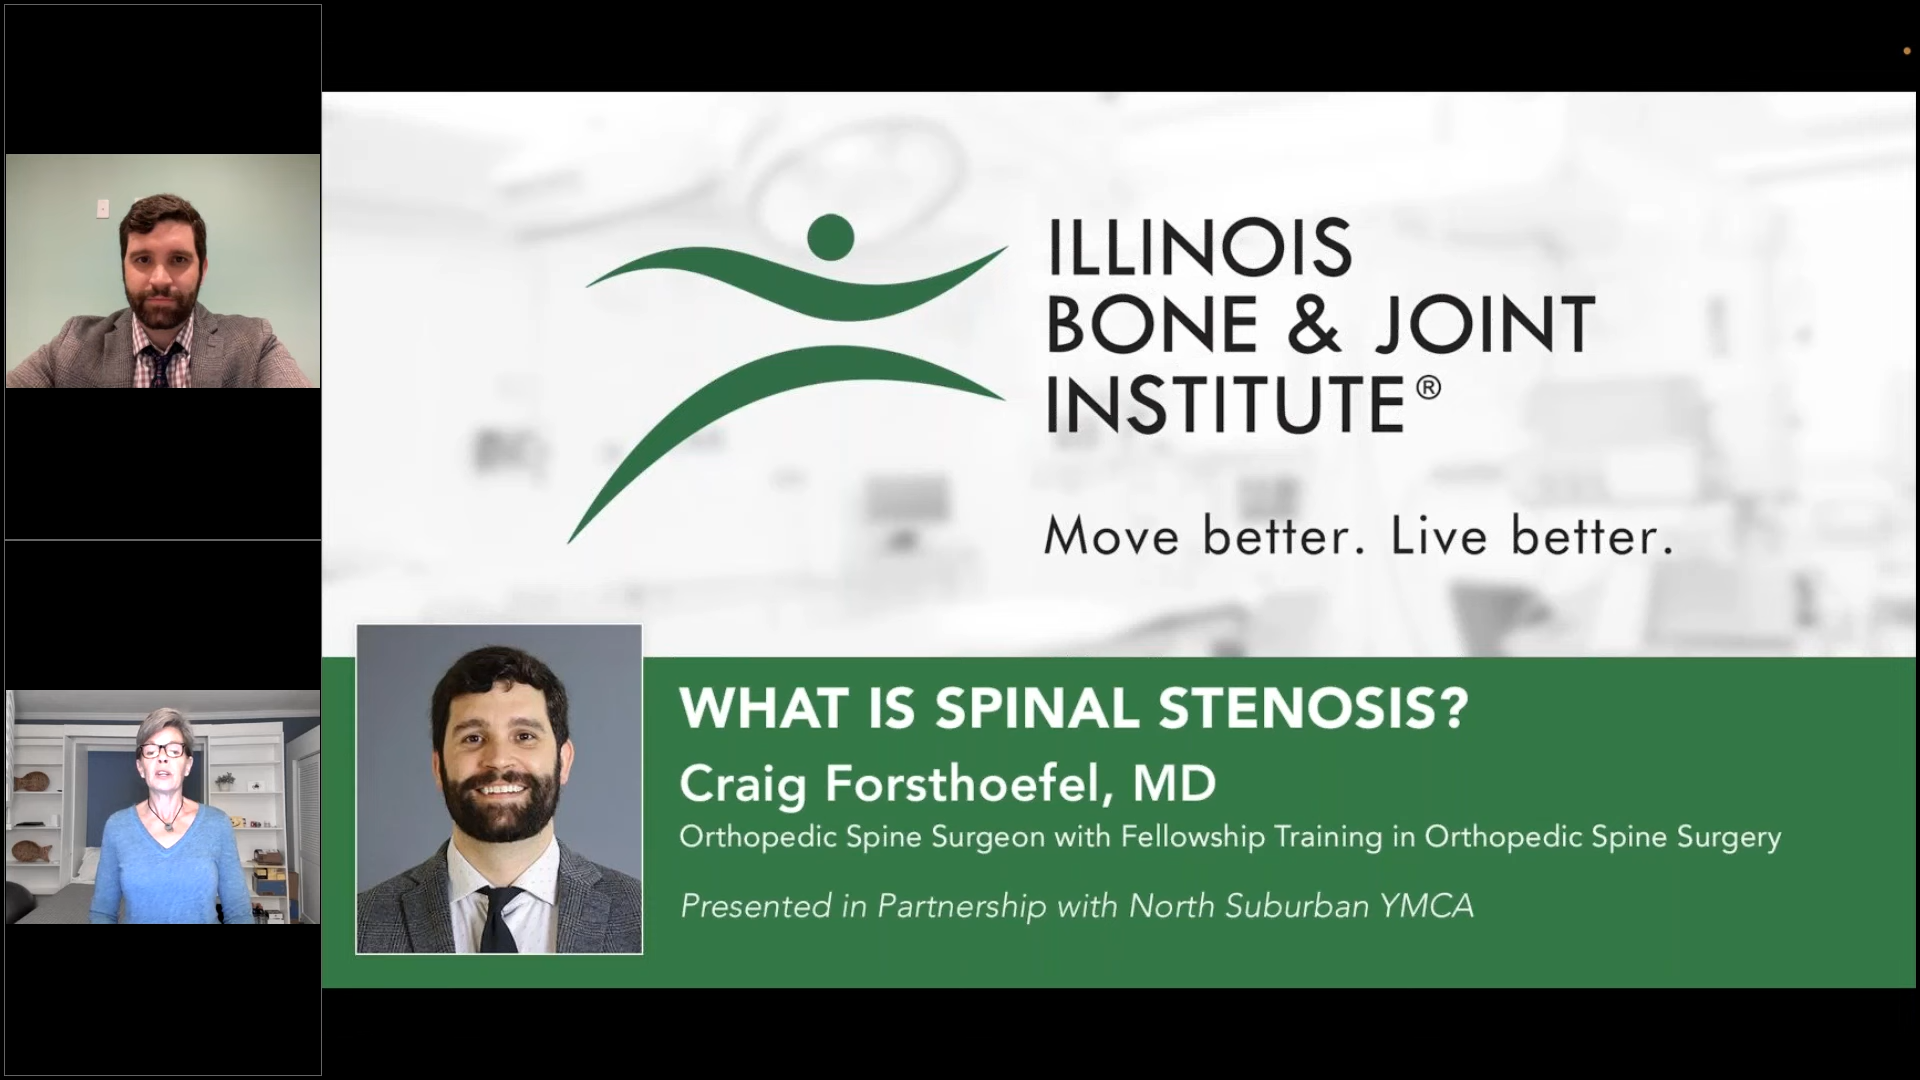 ILLINOIS
BONE & JOINT
INSTITUTE®
Move better. Live better.
WHAT IS SPINAL STENOSIS?
Craig Forsthoefel, MD
Orthopedic Spine Surgeon with Fellowship Training in Orthopedic Spine Surgery
Presented in Partnership with North Suburban YMCA